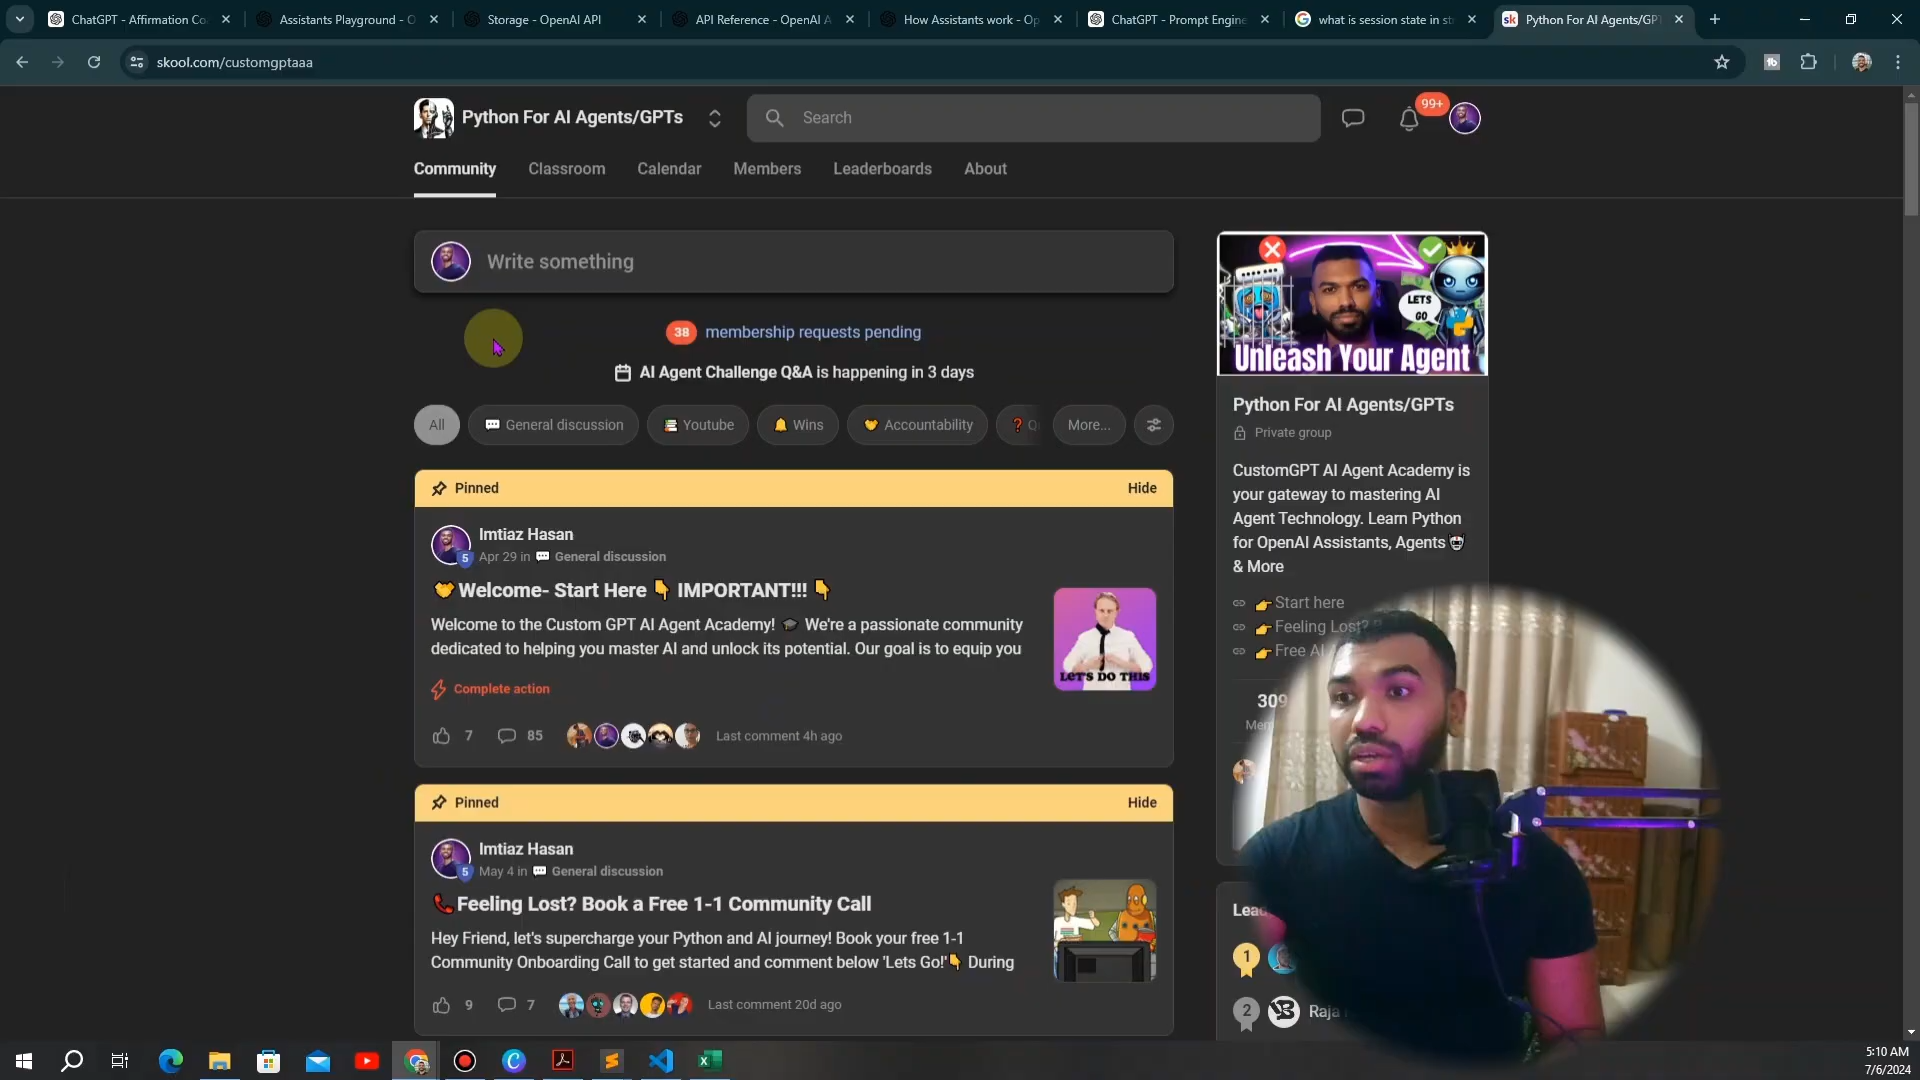 ChatGPT - Affirmation Co
Assistants Playground - O
Storage - OpenAI API
API Reference - OpenAI A
How Assistants work - Op
ChatGPT - Prompt Engine
what is session state in st
sk Python For AI Agents/GPT
skool.com/customgptaaa
Python For AI Agents/GPTs
Search
99+
Community
Classroom
Calendar
Members
Leaderboards
About
Write something
38 membership requests pending
AI Agent Challenge Q&A is happening in 3 days
All
General discussion
Youtube
Wins
Accountability
More...
Pinned
Hide
Imtiaz Hasan
5
Apr 29 in General discussion
Welcome- Start Here IMPORTANT!!!
Welcome to the Custom GPT AI Agent Academy! We're a passionate community
dedicated to helping you master AI and unlock its potential. Our goal is to equip you
LET'S DO THIS
Complete action
7
85
Last comment 4h ago
Pinned
Hide
Imtiaz Hasan
5
May 4 in General discussion
Feeling Lost? Book a Free 1-1 Community Call
Hey Friend, let's supercharge your Python and AI journey! Book your free 1-1
Community Onboarding Call to get started and comment below 'Lets Go!' During
9
7
Last comment 20d ago
LETS
GO
Unleash Your Agent
Python For AI Agents/GPTs
Private group
CustomGPT AI Agent Academy is
your gateway to mastering AI
Agent Technology. Learn Python
for OpenAI Assistants, Agents
& More
Start here
Feeling Lost?
Free
309
Mem
Lea
1
2
Raja
5:10 AM
7/6/2024